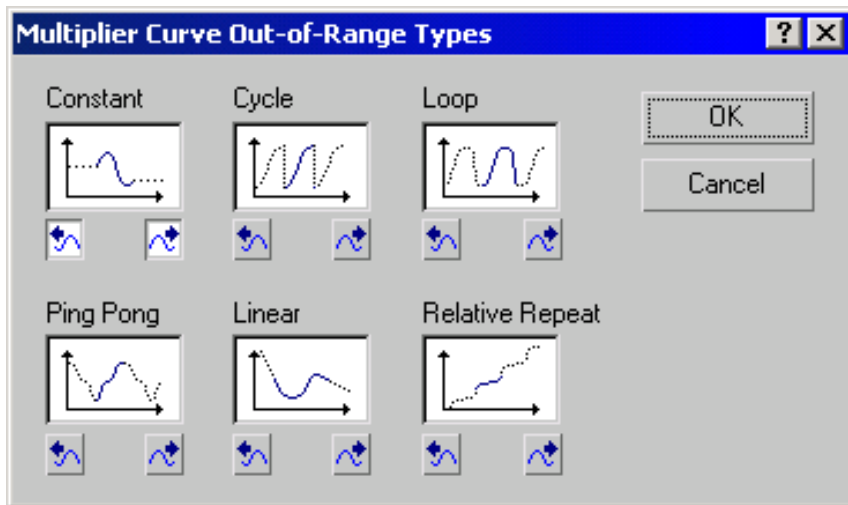 Multiplier Curve Out-of-Range Types
Constant Cycle Loop
OK
Cancel
Ping Pong Linear Relative Repeat